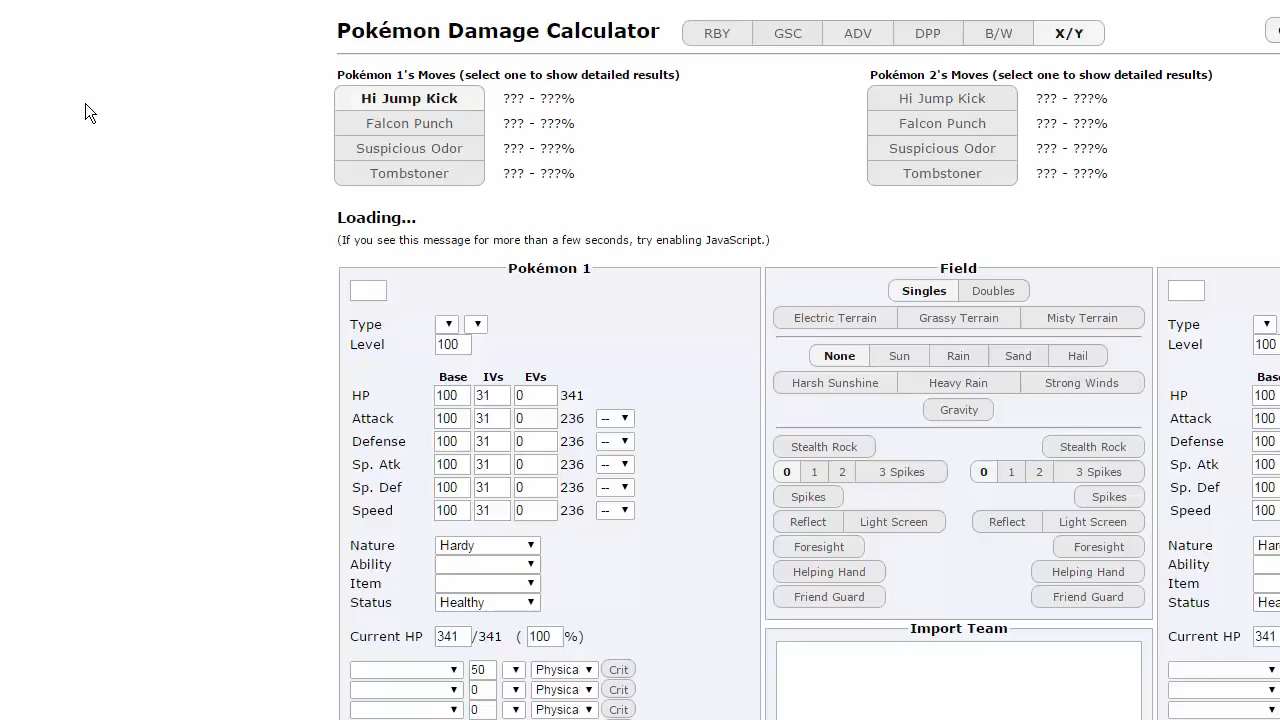 Pokémon Damage Calculator RBY GSC ADV DPP B/W X/Y
Pokémon 1's Moves (select one to show detailed results) Pokémon 2's Moves (select one to show detailed results)
Hi Jump Kick ??? - ???% Hi Jump Kick ??? - ???%
Falcon Punch ??? - ???% Falcon Punch ??? - ???%
Suspicious Odor ??? - ???% Suspicious Odor ??? - ???%
Tombstoner ??? - ???% Tombstoner ??? - ???%
Loading...
(If you see this message for more than a few seconds, try enabling JavaScript.)
Pokémon 1
Type
Level 100
Base IVs EVs
HP 100 31 0 341
Attack 100 31 0 236 --
Defense 100 31 0 236 --
Sp. Atk 100 31 0 236 --
Sp. Def 100 31 0 236 --
Speed 100 31 0 236 --
Nature Hardy
Ability
Item
Status Healthy
Current HP 341 /341 ( 100 %)
50 Physica Crit
0 Physica Crit
0 Physica Crit
Field
Singles Doubles
Electric Terrain Grassy Terrain Misty Terrain
None Sun Rain Sand Hail
Harsh Sunshine Heavy Rain Strong Winds
Gravity
Stealth Rock Stealth Rock
0 1 2 3 Spikes 0 1 2 3 Spikes
Spikes Spikes
Reflect Light Screen Reflect Light Screen
Foresight Foresight
Helping Hand Helping Hand
Friend Guard Friend Guard
Import Team
Type
Level 100
HP 100
Attack 100
Defense 100
Sp. Atk 100
Sp. Def 100
Speed 100
Nature
Ability
Item
Status
Current HP